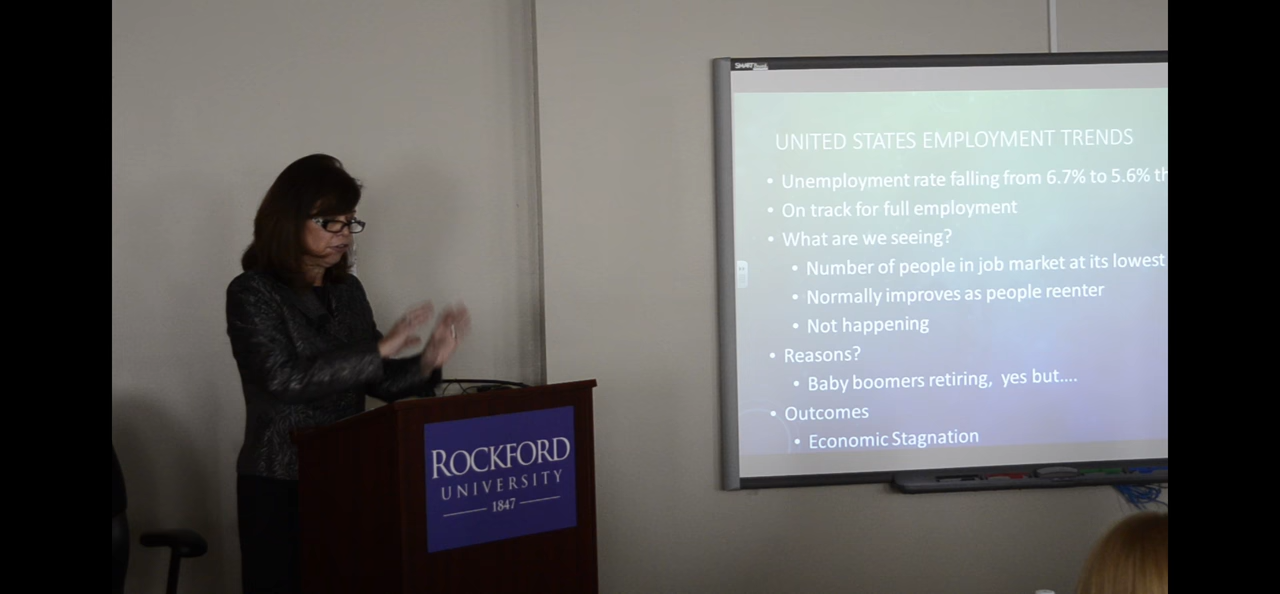 SMART
UNITED STATES EMPLOYMENT TRENDS
• Unemployment rate falling from 6.7% to 5.6%
• On track for full employment
• What are we seeing?
• Number of people in job market at its lowest
• Normally improves as people reenter
• Not happening
• Reasons?
• Baby boomers retiring, yes but....
• Outcomes
• Economic Stagnation
ROCKFORD
UNIVERSITY
1847